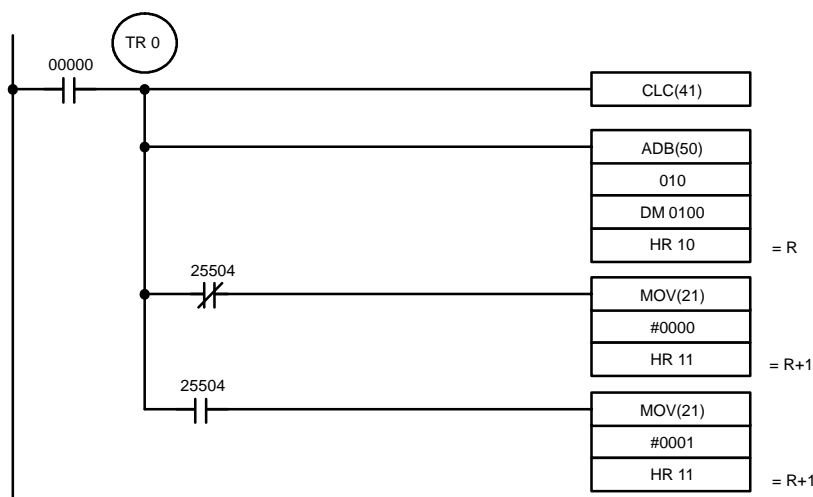 TR 0
00000
CLC(41)
ADB(50)
010
DM 0100
HR 10 = R
25504
MOV(21)
#0000
HR 11 = R+1
25504
MOV(21)
#0001
HR 11 = R+1